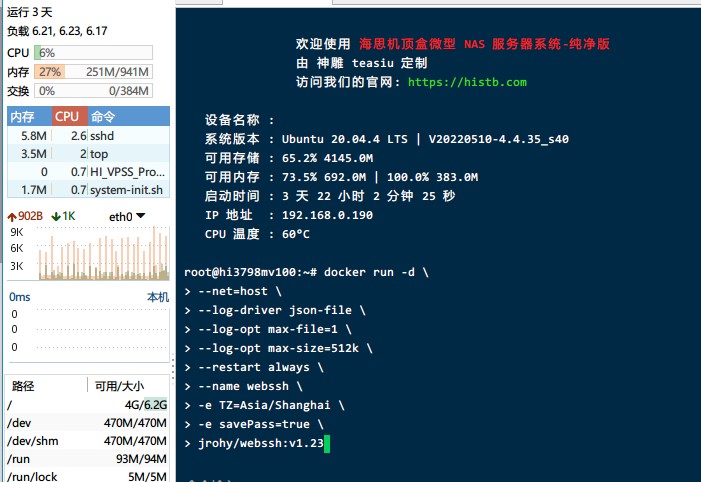 运行 3 天
负载 6.21, 6.23, 6.17
CPU 6%
内存 27% 251M/941M
交换 0% 0/384M
内存 CPU 命令
5.8M 2.6 sshd
3.5M 2 top
0 0.7 HI_VPSS_Pro...
1.7M 0.7 system-init.sh
902B 1K eth0
9K
6K
3K
0ms 本机
0
0
0
路径 可用/大小
/ 4G/6.2G
/dev 470M/470M
/dev/shm 470M/470M
/run 93M/94M
/run/lock 5M/5M
欢迎使用 海思机顶盒微型 NAS 服务器系统-纯净版
由 神雕 teasiu 定制
访问我们的官网: https://histb.com
设备名称 :
系统版本 : Ubuntu 20.04.4 LTS | V20220510-4.4.35_s40
可用存储 : 65.2% 4145.0M
可用内存 : 73.5% 692.0M | 100.0% 383.0M
启动时间 : 3 天 22 小时 2 分钟 25 秒
IP 地址 : 192.168.0.190
CPU 温度 : 60°C
root@hi3798mv100:~# docker run -d \
> --net=host \
> --log-driver json-file \
> --log-opt max-file=1 \
> --log-opt max-size=512k \
> --restart always \
> --name webssh \
> -e TZ=Asia/Shanghai \
> -e savePass=true \
> jrohy/webssh:v1.23